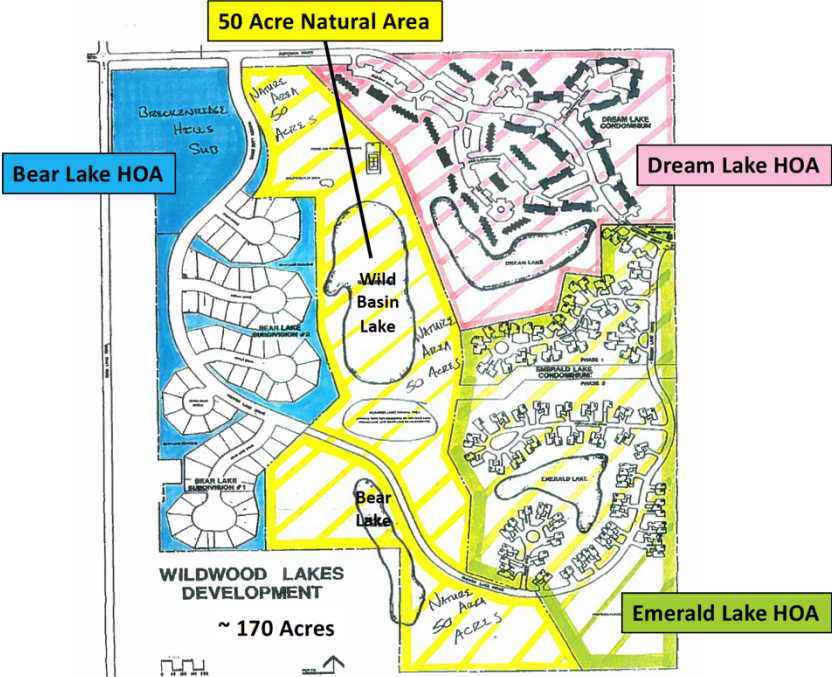 50 Acre Natural Area
NATURE
AREA
50
ACRES
BRECKENRIDGE
HILLS
SUB
DREAM LAKE
CONDOMINIUM
Bear Lake HOA
Dream Lake HOA
DREAM LAKE
Wild
Basin
Lake
NATURE
AREA
50 ACRES
BEAR LAKE
SUBDIVISION #2
PHASE 1
EMERALD LAKE
CONDOMINIUM
PHASE 2
BEAR LAKE
SUBDIVISION #1
EMERALD LAKE
Bear
Lake
WILDWOOD LAKES
DEVELOPMENT
~ 170 Acres
NATURE
AREA
50 ACRES
Emerald Lake HOA